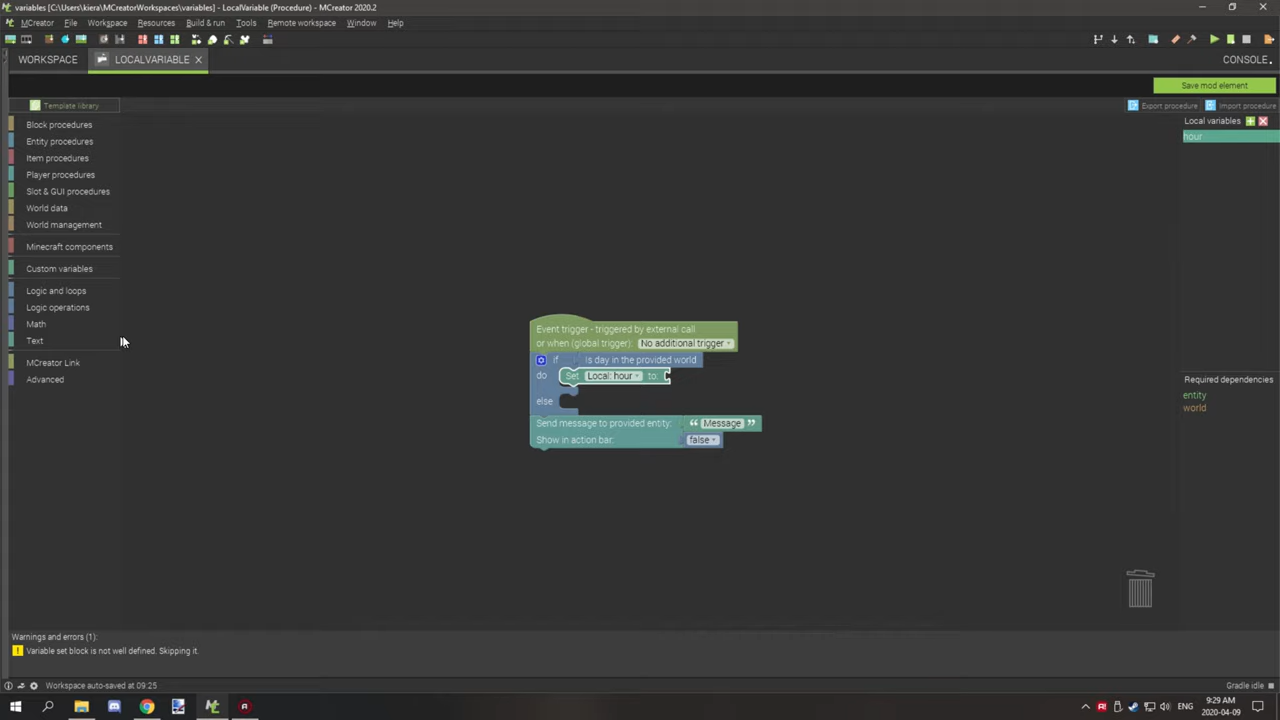 variables [C:\Users\kiera\MCreatorWorkspaces\variables] - LocalVariable (Procedure) - MCreator 2020.2
MCreator File Workspace Resources Build & run Tools Remote workspace Window Help
WORKSPACE LOCALVARIABLE CONSOLE
Save mod element
Template library Export procedure Import procedure
Block procedures
Entity procedures
Item procedures
Player procedures
Slot & GUI procedures
World data
World management
Minecraft components
Custom variables
Logic and loops
Logic operations
Math
Text
MCreator Link
Advanced
Event trigger - triggered by external call
or when (global trigger): No additional trigger
if Is day in the provided world
do Set Local: hour to:
else
Send message to provided entity: “ Message ”
Show in action bar: false
Local variables
hour
Required dependencies
entity
world
Warnings and errors (1):
Variable set block is not well defined. Skipping it.
Workspace auto-saved at 09:25 Gradle idle
ENG
9:29 AM
2020-04-09